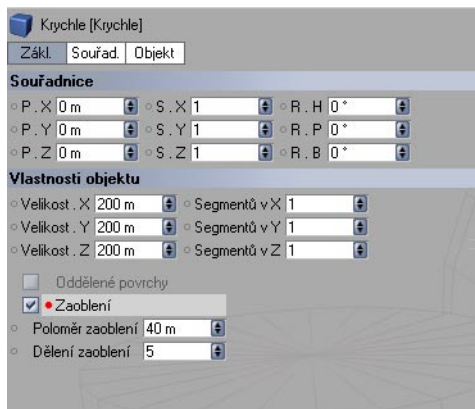 Krychle [Krychle]
Zákl. Souřad. Objekt
Souřadnice
P . X 0 m S . X 1 R . H 0 °
P . Y 0 m S . Y 1 R . P 0 °
P . Z 0 m S . Z 1 R . B 0 °
Vlastnosti objektu
Velikost . X 200 m Segmentů v X 1
Velikost . Y 200 m Segmentů v Y 1
Velikost . Z 200 m Segmentů v Z 1
Oddělené povrchy
Zaoblení
Poloměr zaoblení 40 m
Dělení zaoblení 5